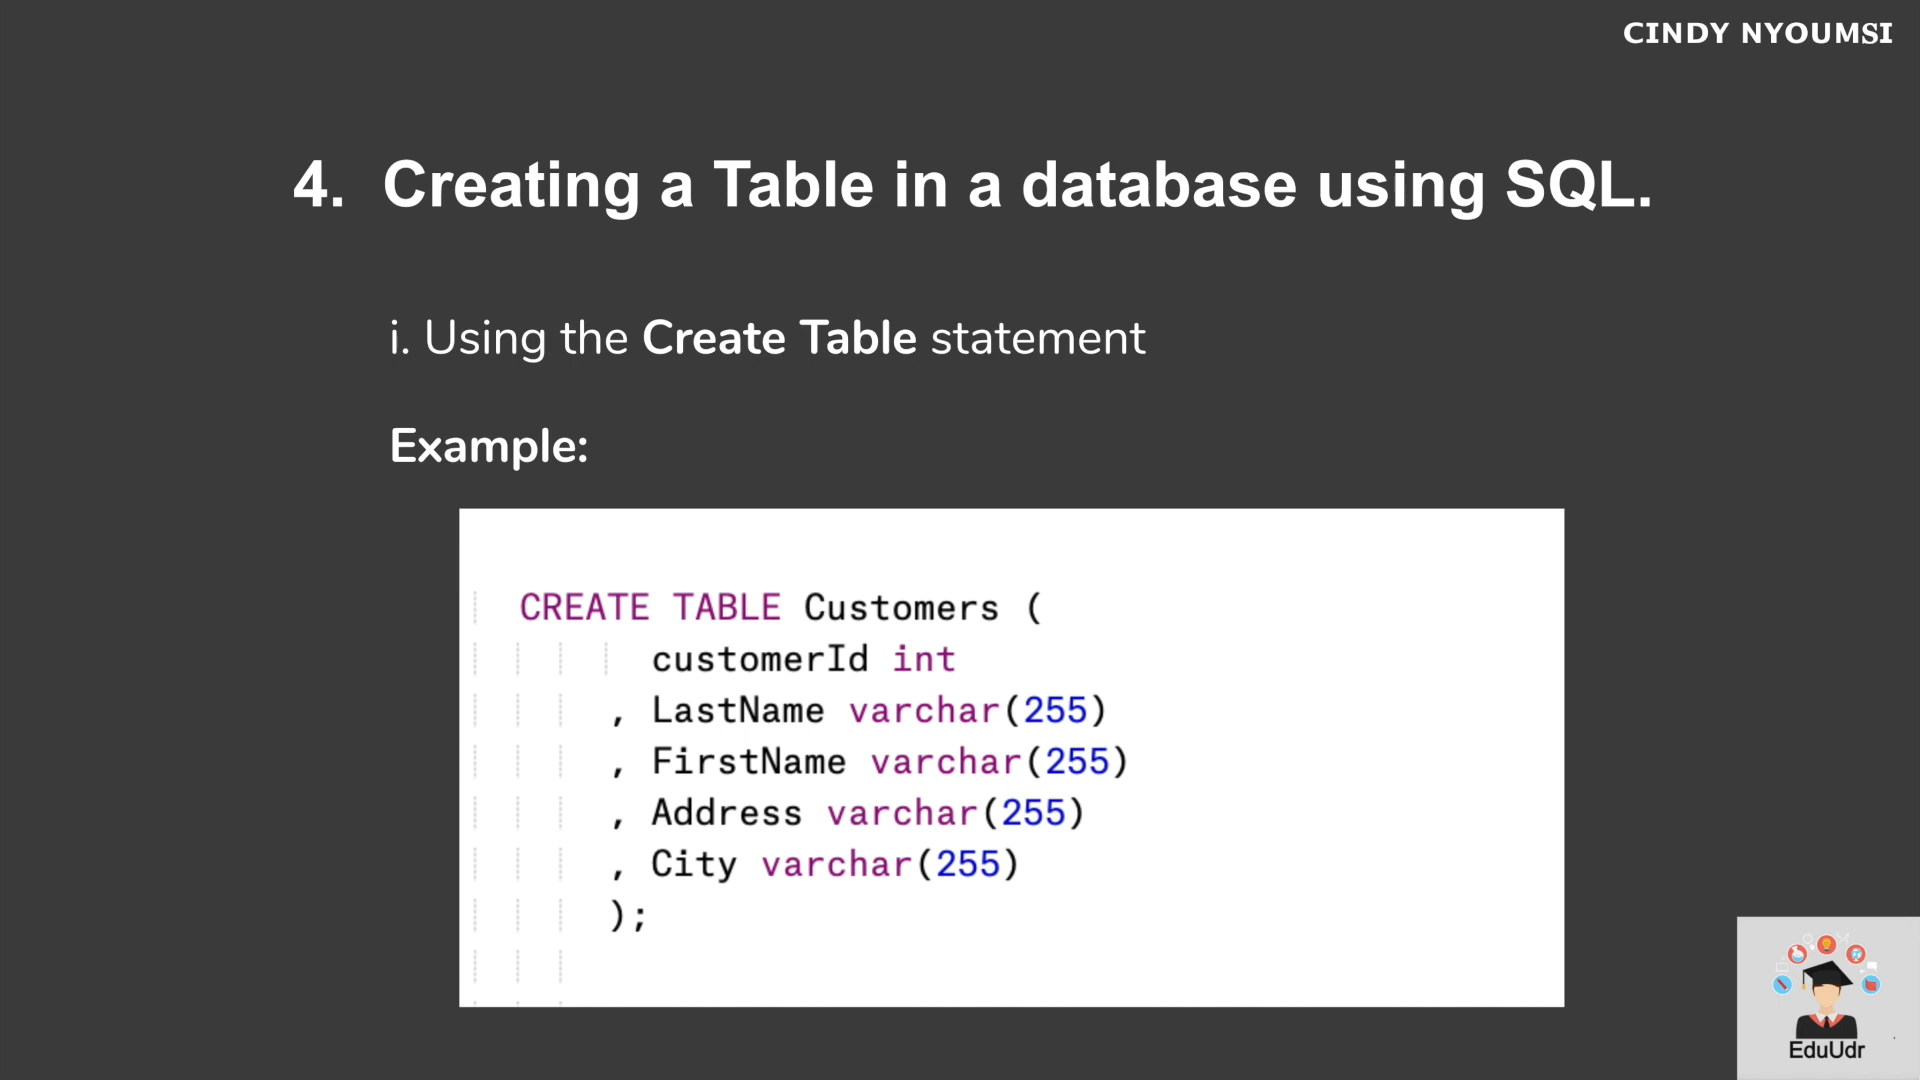 CINDY NYOUMSI
4. Creating a Table in a database using SQL.
i. Using the Create Table statement
Example:
CREATE TABLE Customers (
customerId int
, LastName varchar(255)
, FirstName varchar(255)
, Address varchar(255)
, City varchar(255)
);
EduUdr